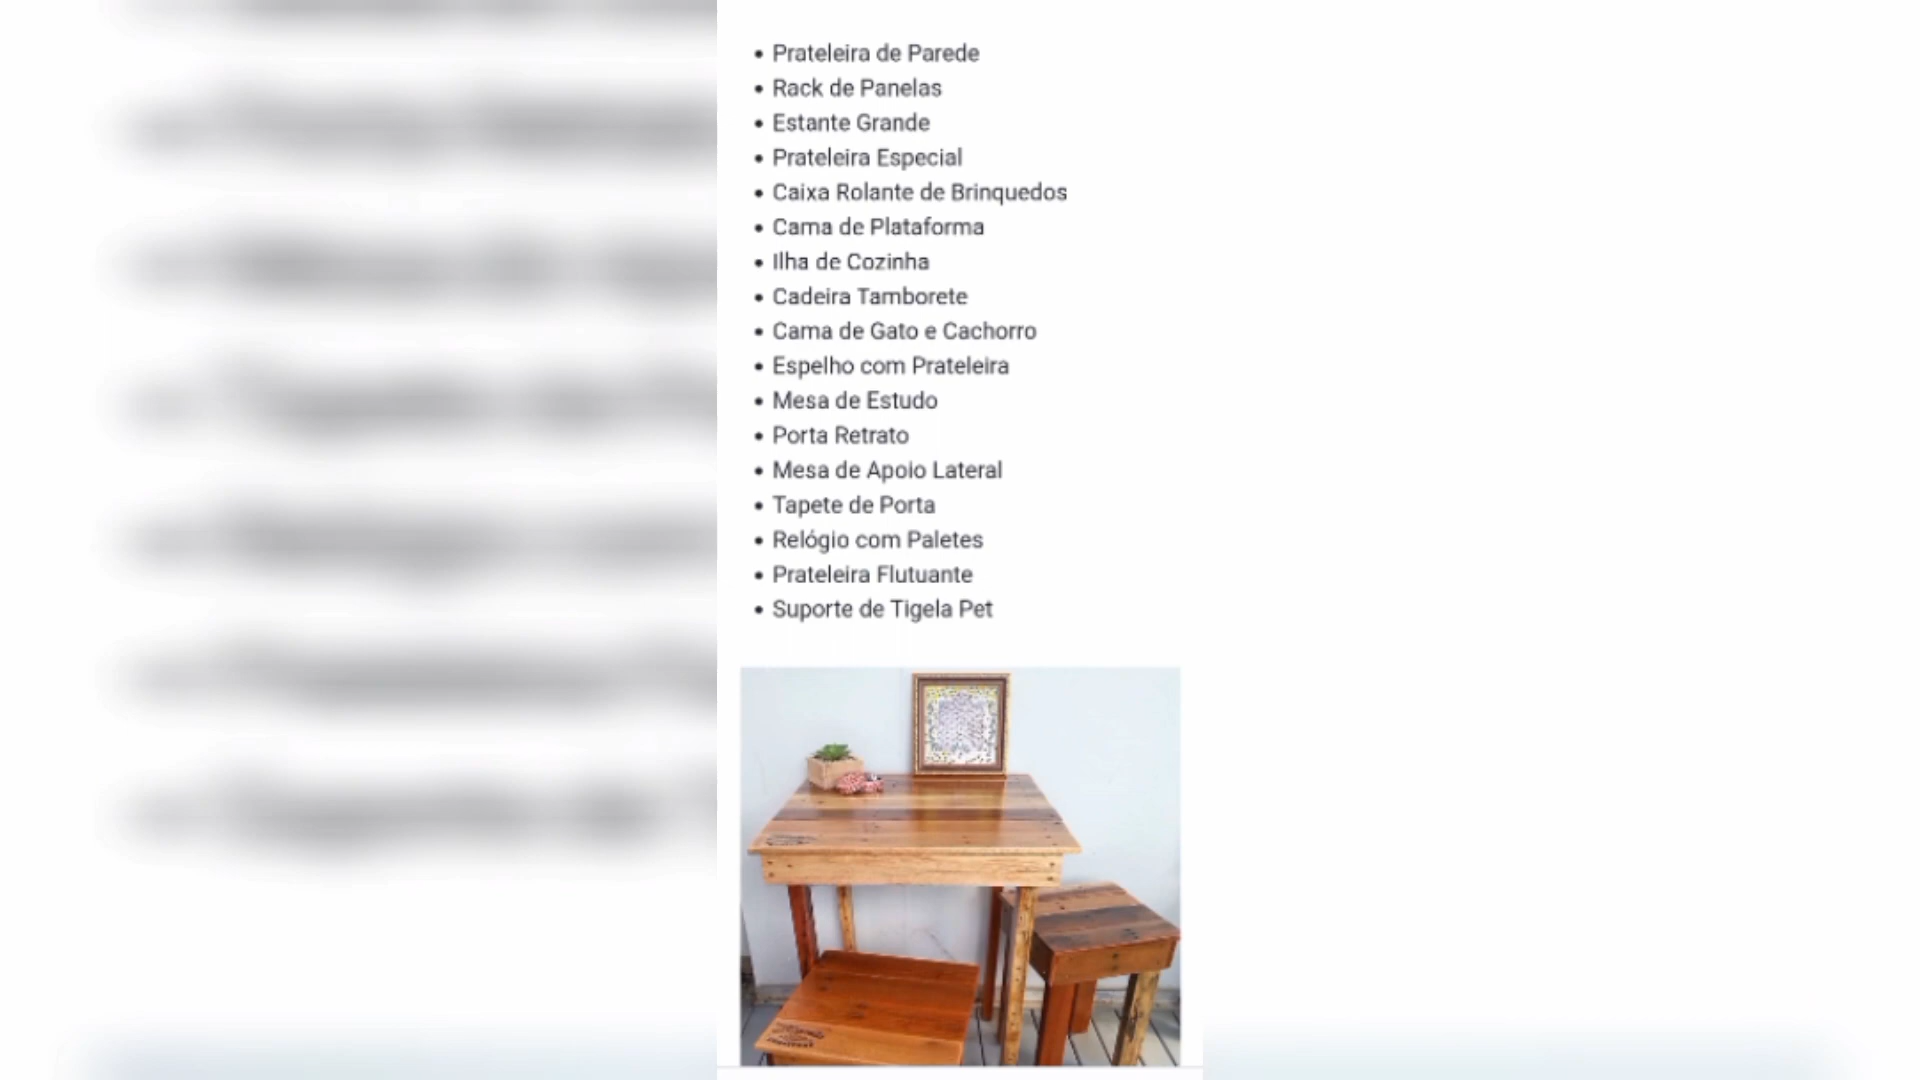 • Prateleira de Parede
• Rack de Panelas
• Estante Grande
• Prateleira Especial
• Caixa Rolante de Brinquedos
• Cama de Plataforma
• Ilha de Cozinha
• Cadeira Tamborete
• Cama de Gato e Cachorro
• Espelho com Prateleira
• Mesa de Estudo
• Porta Retrato
• Mesa de Apoio Lateral
• Tapete de Porta
• Relógio com Paletes
• Prateleira Flutuante
• Suporte de Tigela Pet